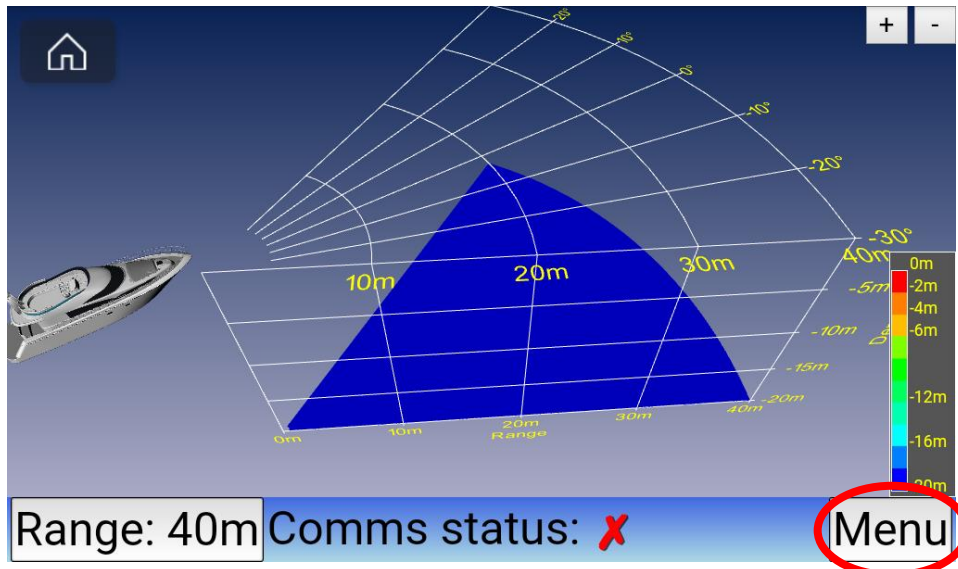 + -
-20°
-10°
0°
-10°
-20°
-30°
10m 20m 30m 40m
-5m
-10m
-15m
-20m
0m 10m 20m 30m 40m
Range
0m
-2m
-4m
-6m
-12m
-16m
-20m
Range: 40m Comms status: ✗ Menu